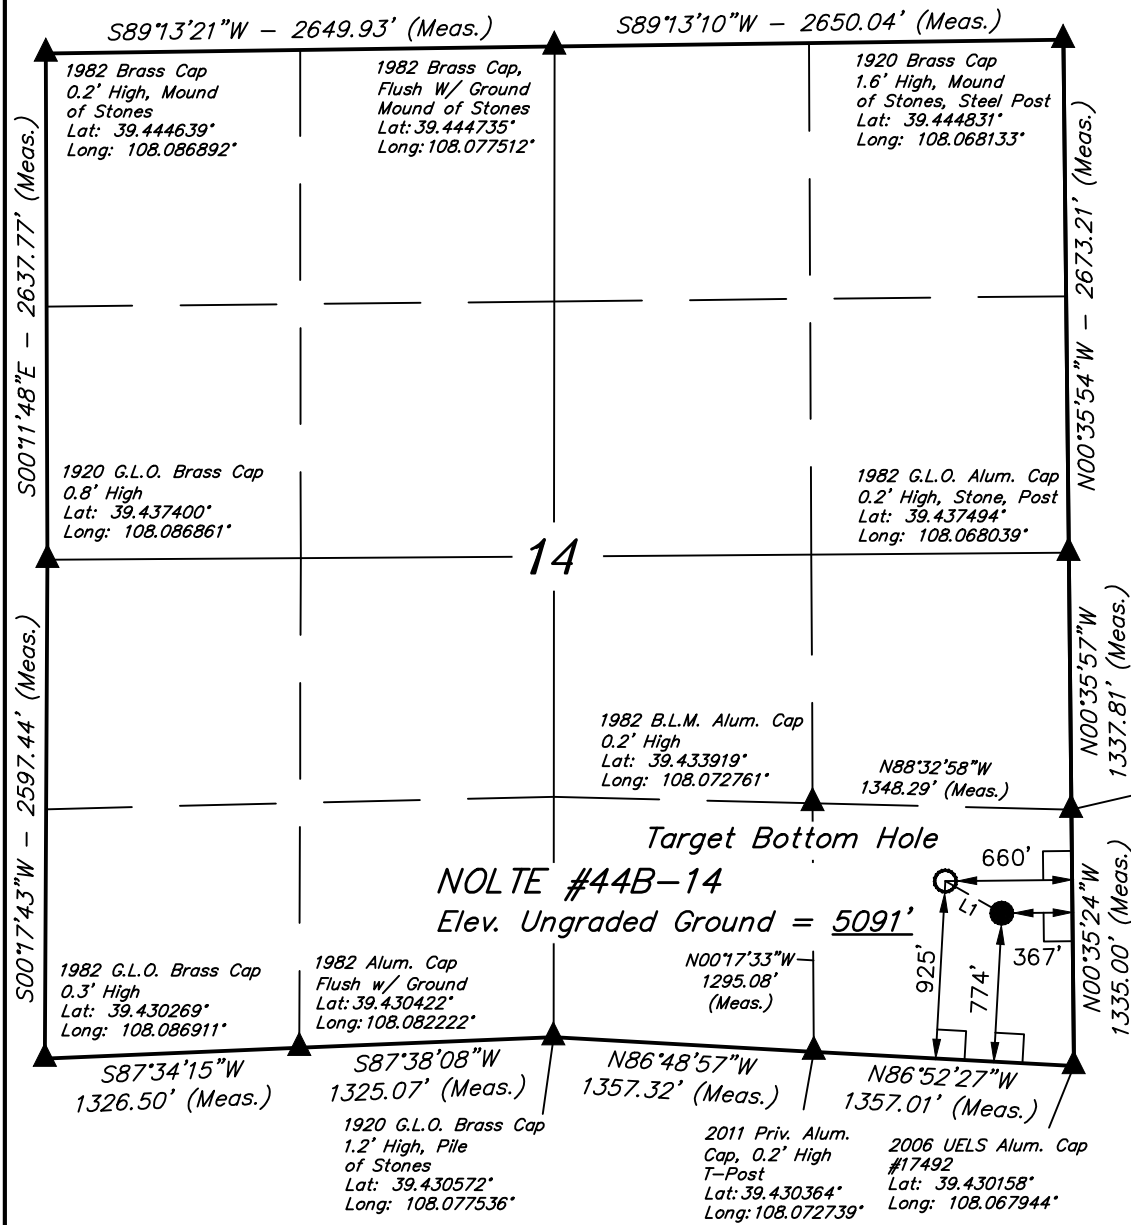 S89°13'21"W - 2649.93' (Meas.)
S89°13'10"W - 2650.04' (Meas.)
1982 Brass Cap
0.2' High, Mound
of Stones
Lat: 39.444639°
Long: 108.086892°
1982 Brass Cap,
Flush W/ Ground
Mound of Stones
Lat: 39.444735°
Long: 108.077512°
1920 Brass Cap
1.6' High, Mound
of Stones, Steel Post
Lat: 39.444831°
Long: 108.068133°
S00°11'48"E - 2637.77' (Meas.)
N00°35'54"W - 2673.21' (Meas.)
1920 G.L.O. Brass Cap
0.8' High
Lat: 39.437400°
Long: 108.086861°
1982 G.L.O. Alum. Cap
0.2' High, Stone, Post
Lat: 39.437494°
Long: 108.068039°
14
S00°17'43"W - 2597.44' (Meas.)
N00°35'57"W
1337.81' (Meas.)
1982 B.L.M. Alum. Cap
0.2' High
Lat: 39.433919°
Long: 108.072761°
N88°32'58"W
1348.29' (Meas.)
Target Bottom Hole
NOLTE #44B-14
Elev. Ungraded Ground = 5091'
660'
L1
367'
925'
774'
N00°35'24"W
1335.00' (Meas.)
N00°17'33"W
1295.08'
(Meas.)
1982 G.L.O. Brass Cap
0.3' High
Lat: 39.430269°
Long: 108.086911°
1982 Alum. Cap
Flush w/ Ground
Lat: 39.430422°
Long: 108.082222°
S87°34'15"W
1326.50' (Meas.)
S87°38'08"W
1325.07' (Meas.)
N86°48'57"W
1357.32' (Meas.)
N86°52'27"W
1357.01' (Meas.)
1920 G.L.O. Brass Cap
1.2' High, Pile
of Stones
Lat: 39.430572°
Long: 108.077536°
2011 Priv. Alum.
Cap, 0.2' High
T-Post
Lat: 39.430364°
Long: 108.072739°
2006 UELS Alum. Cap
#17492
Lat: 39.430158°
Long: 108.067944°